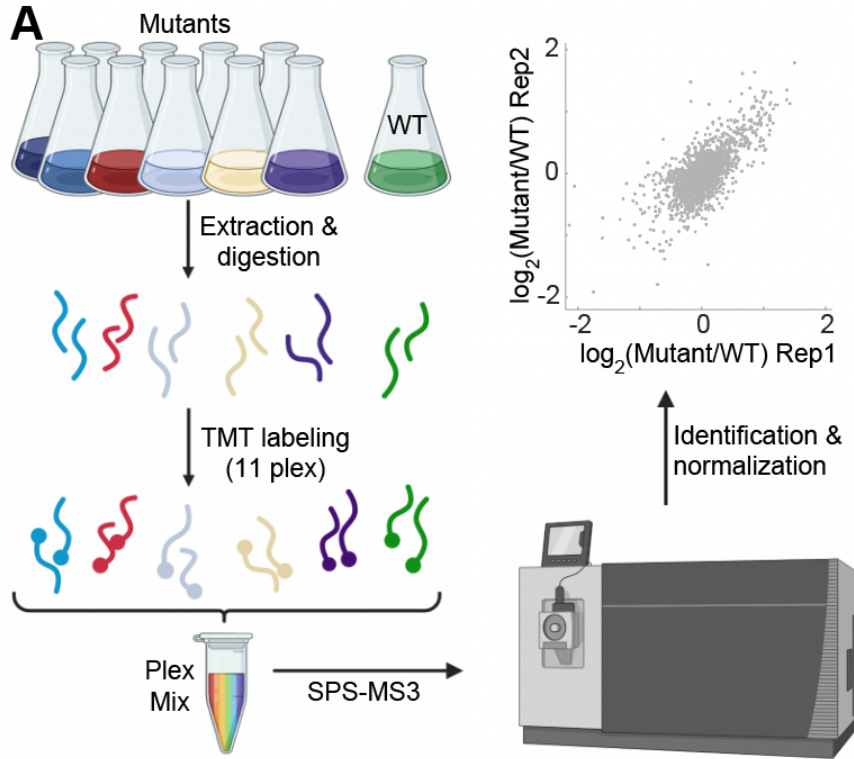 A
Mutants
WT
Extraction &
digestion
TMT labeling
(11 plex)
Plex
Mix
SPS-MS3
Identification &
normalization
log₂(Mutant/WT) Rep2
2
0
-2
-2 0 2
log₂(Mutant/WT) Rep1